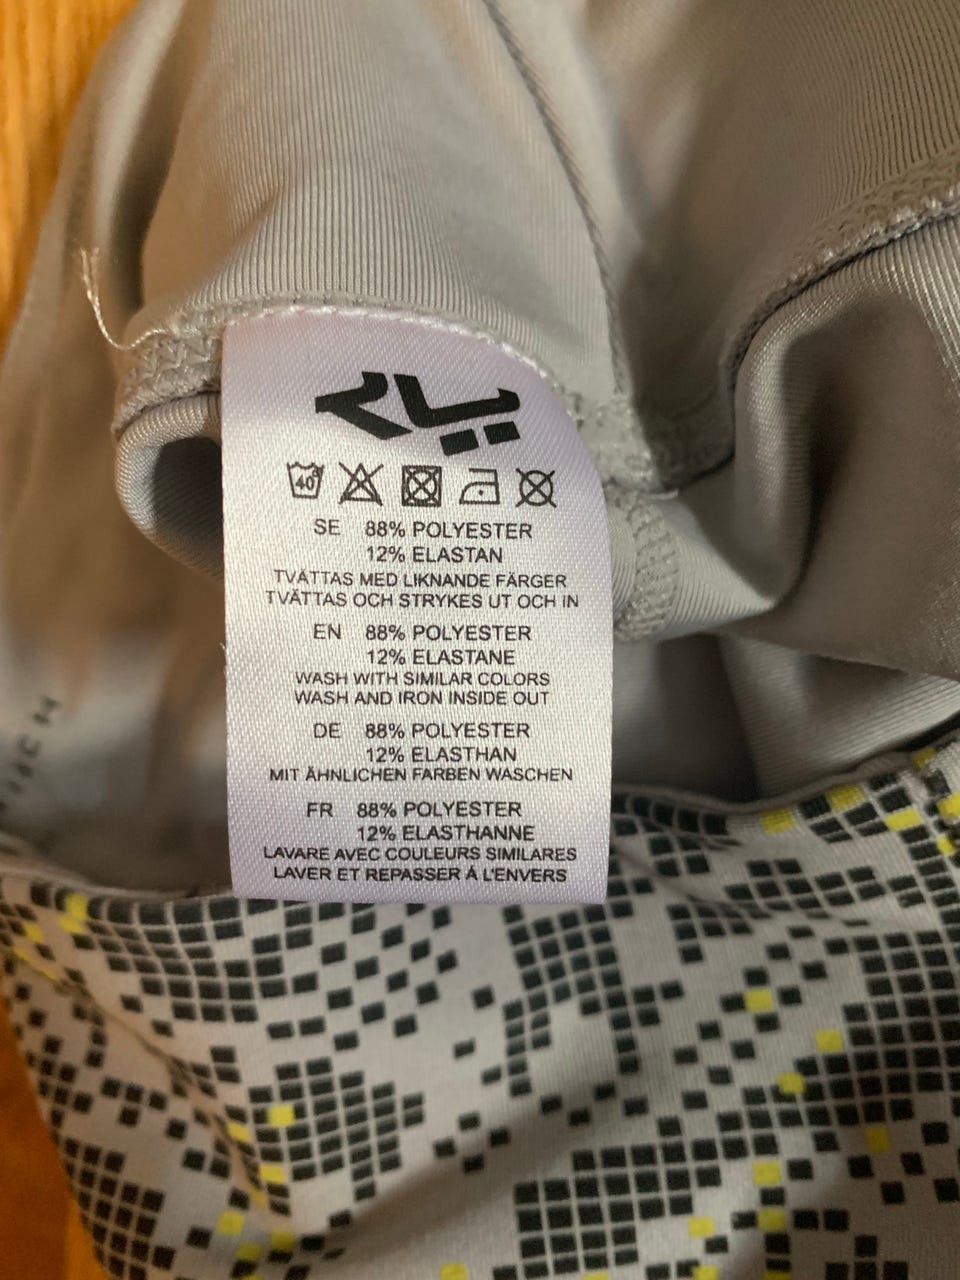 40°
SE 88% POLYESTER
12% ELASTAN
TVÄTTAS MED LIKNANDE FÄRGER
TVÄTTAS OCH STRYKES UT OCH IN
EN 88% POLYESTER
12% ELASTANE
WASH WITH SIMILAR COLORS
WASH AND IRON INSIDE OUT
DE 88% POLYESTER
12% ELASTHAN
MIT ÄHNLICHEN FARBEN WASCHEN
FR 88% POLYESTER
12% ELASTHANNE
LAVARE AVEC COULEURS SIMILARES
LAVER ET REPASSER Á L'ENVERS